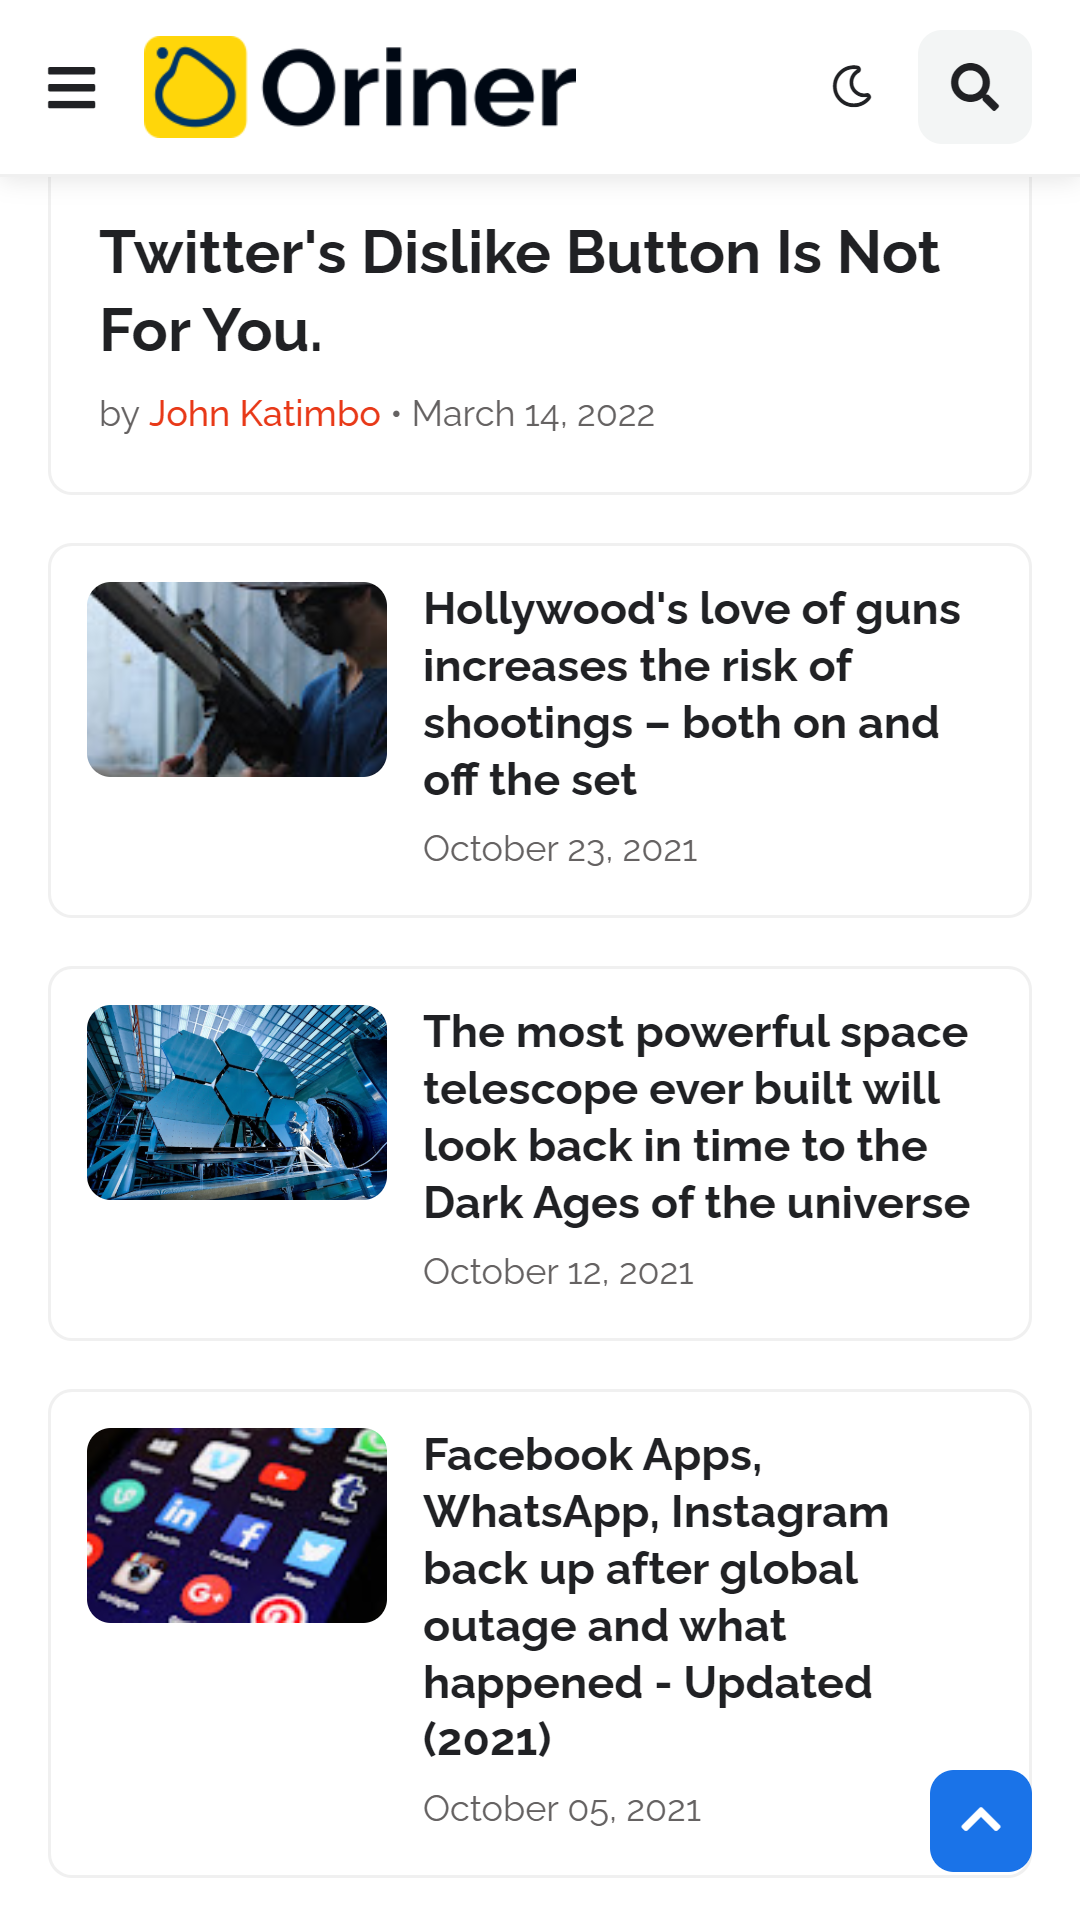 Oriner
Twitter's Dislike Button Is Not
For You.
by John Katimbo • March 14, 2022
Hollywood's love of guns
increases the risk of
shootings – both on and
off the set
October 23, 2021
The most powerful space
telescope ever built will
look back in time to the
Dark Ages of the universe
October 12, 2021
Facebook Apps,
WhatsApp, Instagram
back up after global
outage and what
happened - Updated
(2021)
October 05, 2021